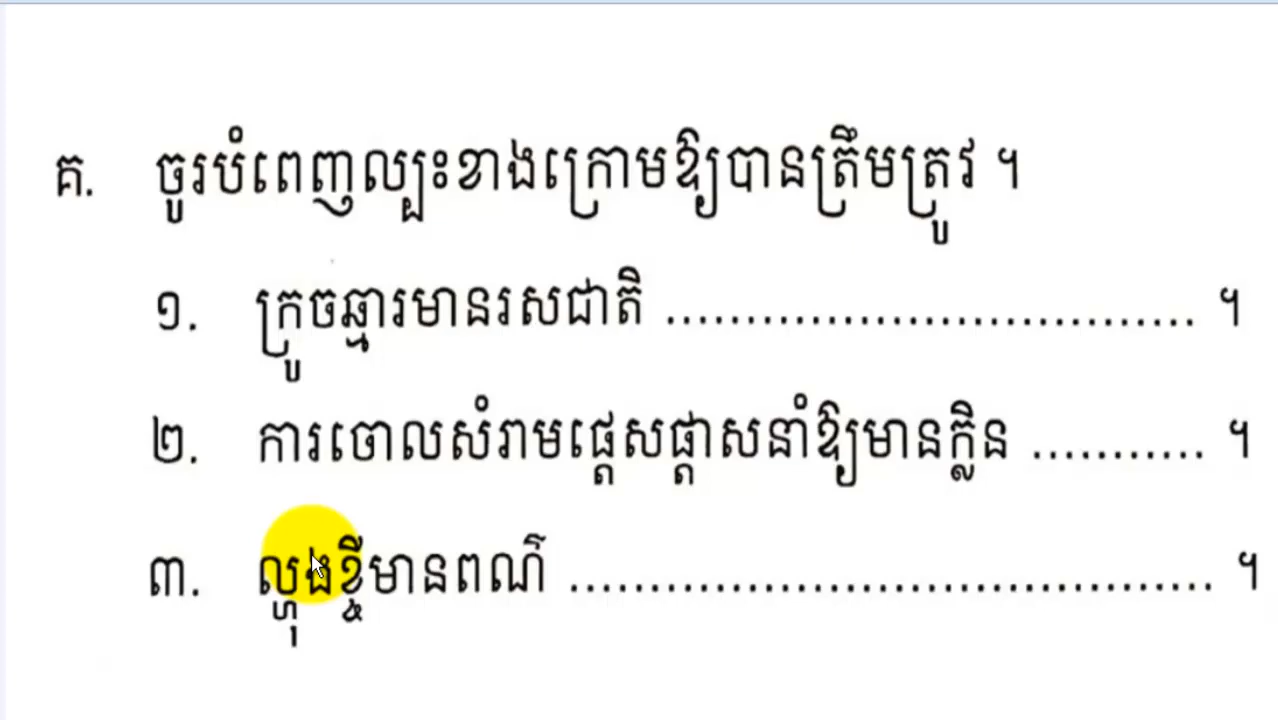 គ. ចូរបំពេញល្បះខាងក្រោមឱ្យបានត្រឹមត្រូវ ។
១. ក្រូចឆ្មារមានរសជាតិ ................................. ។
២. ការចោលសំរាមផ្ដេសផ្ដាសនាំឱ្យមានក្លិន ........... ។
៣. ល្ហុងខ្ចីមានពណ៌ ........................................ ។